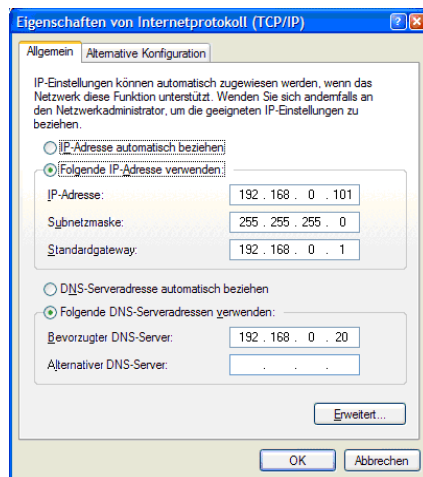 Eigenschaften von Internetprotokoll (TCP/IP)
Allgemein Alternative Konfiguration
IP-Einstellungen können automatisch zugewiesen werden, wenn das
Netzwerk diese Funktion unterstützt. Wenden Sie sich andernfalls an
den Netzwerkadministrator, um die geeigneten IP-Einstellungen zu
beziehen.
IP-Adresse automatisch beziehen
Folgende IP-Adresse verwenden:
IP-Adresse: 192 . 168 . 0 . 101
Subnetzmaske: 255 . 255 . 255 . 0
Standardgateway: 192 . 168 . 0 . 1
DNS-Serveradresse automatisch beziehen
Folgende DNS-Serveradressen verwenden:
Bevorzugter DNS-Server: 192 . 168 . 0 . 20
Alternativer DNS-Server: . . .
Erweitert...
OK Abbrechen